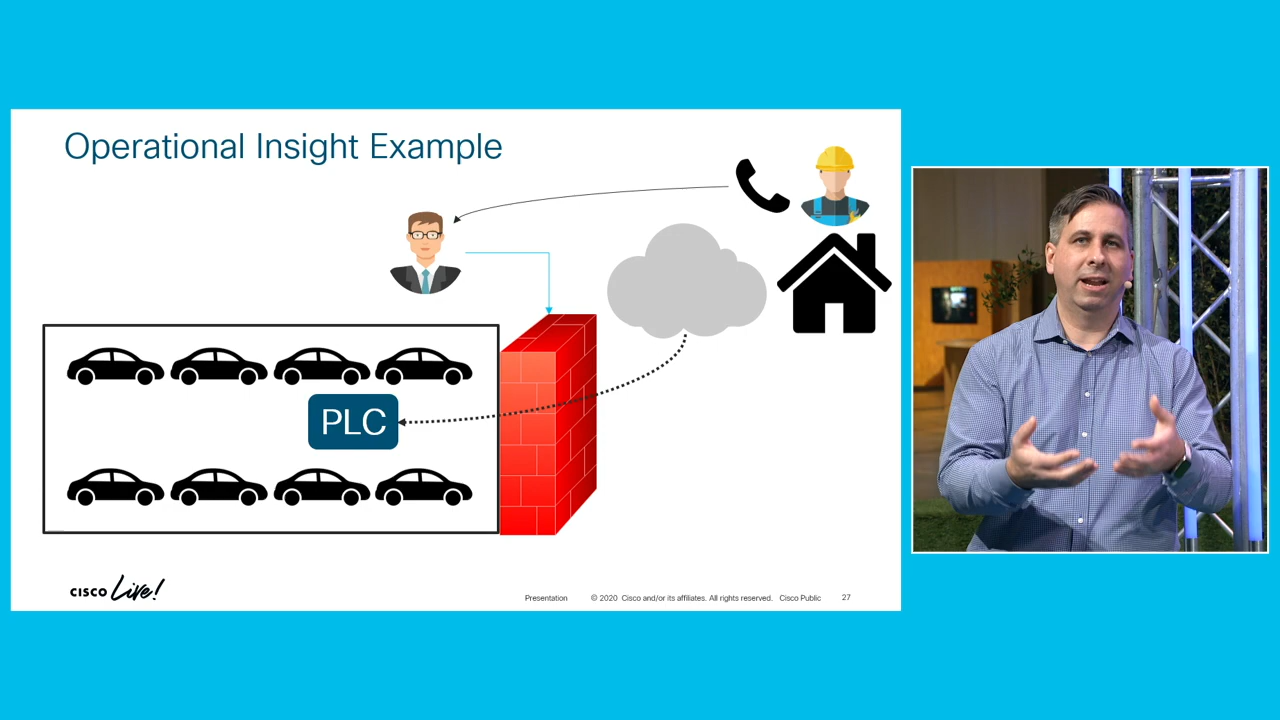 Operational Insight Example
PLC
CISCO Live!
Presentation © 2020 Cisco and/or its affiliates. All rights reserved. Cisco Public 27